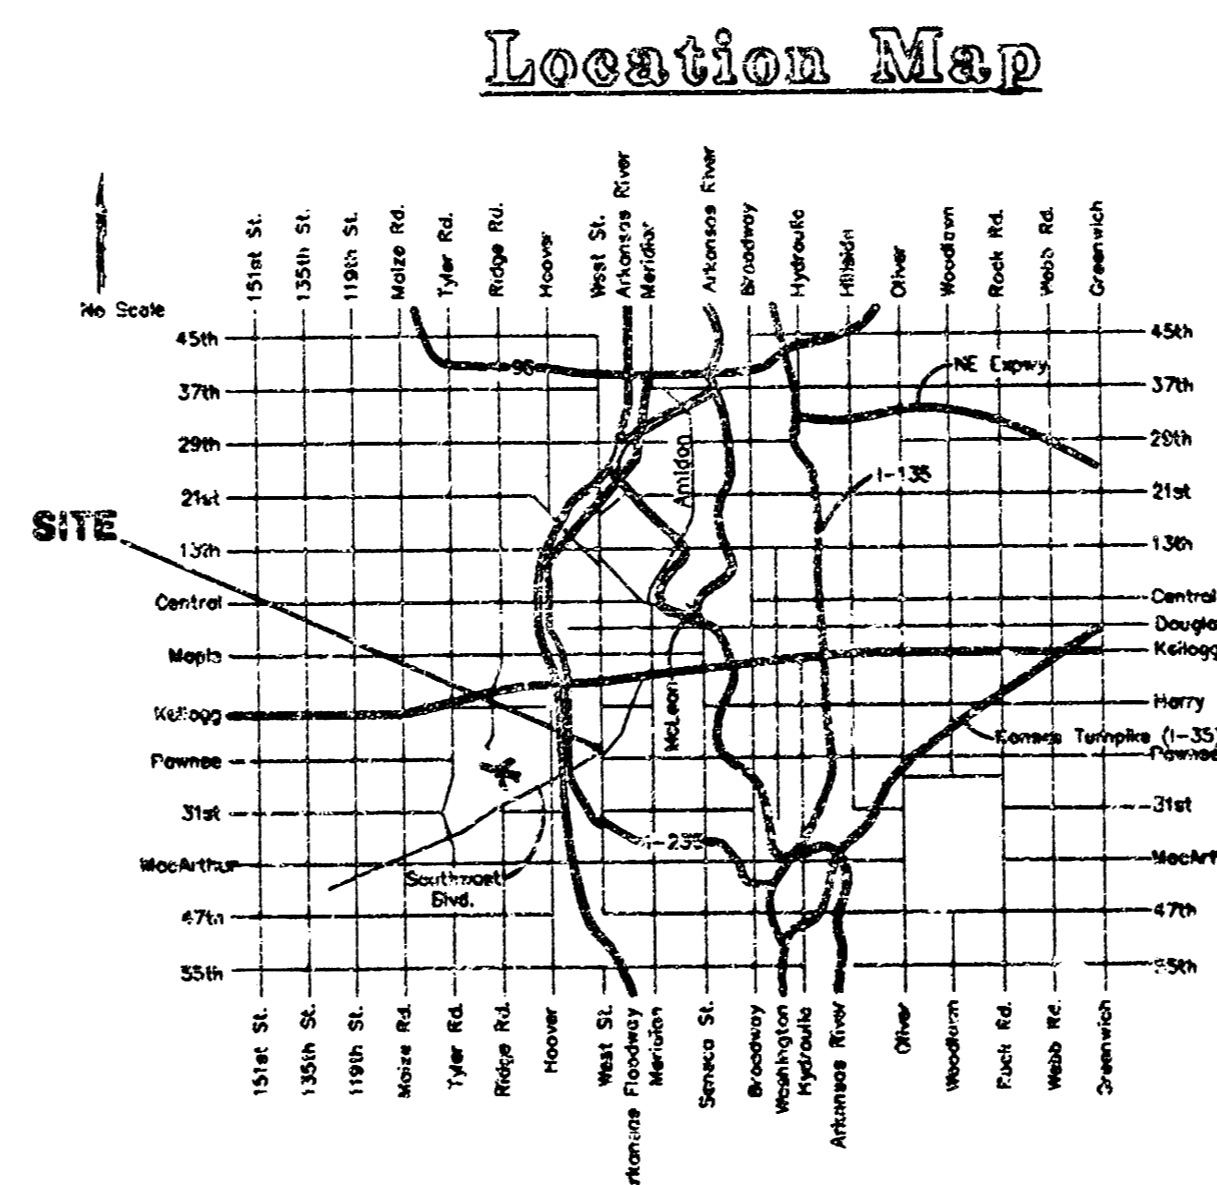 Location Map
No Scale
151st St.
135th St.
119th St.
Maize Rd.
Tyler Rd.
Ridge Rd.
Hoover
West St.
Arkansas River
Meridian
Arkansas River
Broadway
Hydraulic
Hillside
Oliver
Woodlawn
Rock Rd.
Webb Rd.
Greenwich
45th
37th
29th
21st
13th
Central
Maple
Kellogg
Pawnee
31st
MacArthur
47th
55th
SITE
96
NE Expwy
Amidon
I-135
McLean
I-235
Southwest
Blvd.
Kansas Turnpike (I-35)
45th
37th
29th
21st
13th
Central
Douglas
Kellogg
Harry
Pawnee
31st
MacArt
47th
55th
151st St.
135th St.
119th St.
Maize Rd.
Tyler Rd.
Ridge Rd.
Hoover
West St.
rkansas Floodway
Meridian
Seneca St.
Broadway
Washington
Hydraulic
Arkansas River
Oliver
Woodlawn
Rock Rd.
Webb Rd.
Greenwich